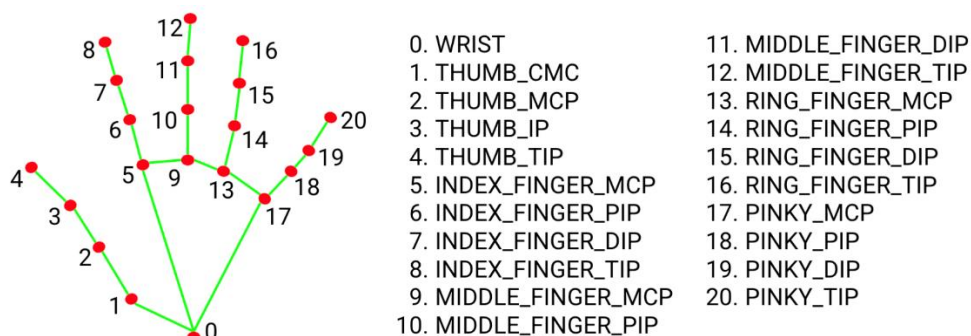 12
8
16
11
7
15
6
10
20
14
19
4
5
9
13
18
3
17
2
1
0
0. WRIST
1. THUMB_CMC
2. THUMB_MCP
3. THUMB_IP
4. THUMB_TIP
5. INDEX_FINGER_MCP
6. INDEX_FINGER_PIP
7. INDEX_FINGER_DIP
8. INDEX_FINGER_TIP
9. MIDDLE_FINGER_MCP
10. MIDDLE_FINGER_PIP
11. MIDDLE_FINGER_DIP
12. MIDDLE_FINGER_TIP
13. RING_FINGER_MCP
14. RING_FINGER_PIP
15. RING_FINGER_DIP
16. RING_FINGER_TIP
17. PINKY_MCP
18. PINKY_PIP
19. PINKY_DIP
20. PINKY_TIP